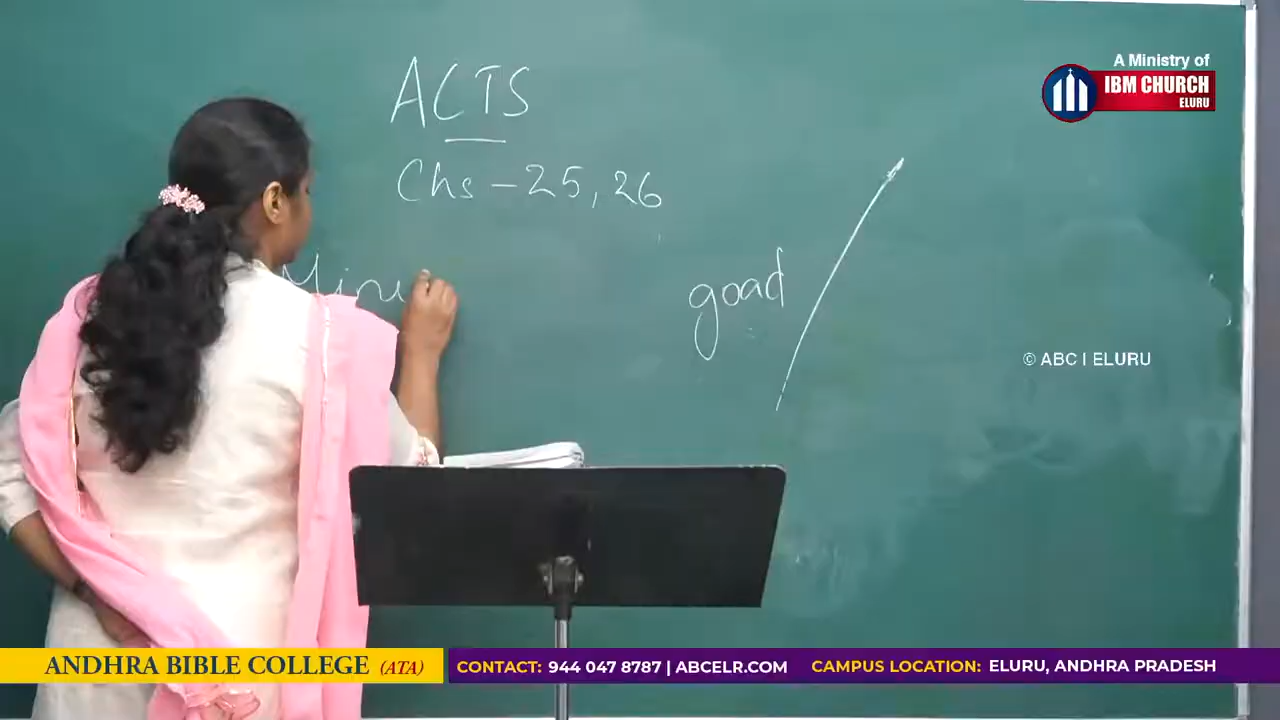 A Ministry of
IBM CHURCH
ELURU
ACTS
Chs - 25, 26
goad
© ABC I ELURU
ANDHRA BIBLE COLLEGE (ATA)
CONTACT: 944 047 8787 | ABCELR.COM
CAMPUS LOCATION: ELURU, ANDHRA PRADESH